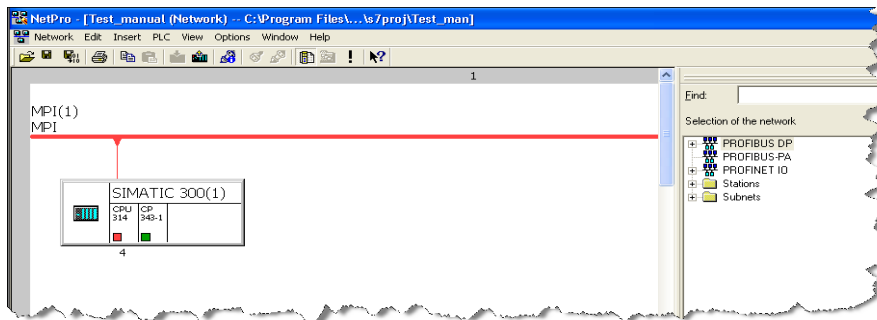 NetPro - [Test_manual (Network) -- C:\Program Files\...\s7proj\Test_man]
Network Edit Insert PLC View Options Window Help
1
MPI(1)
MPI
SIMATIC 300(1)
CPU CP
314 343-1
4
Find:
Selection of the network
PROFIBUS DP
PROFIBUS-PA
PROFINET IO
Stations
Subnets